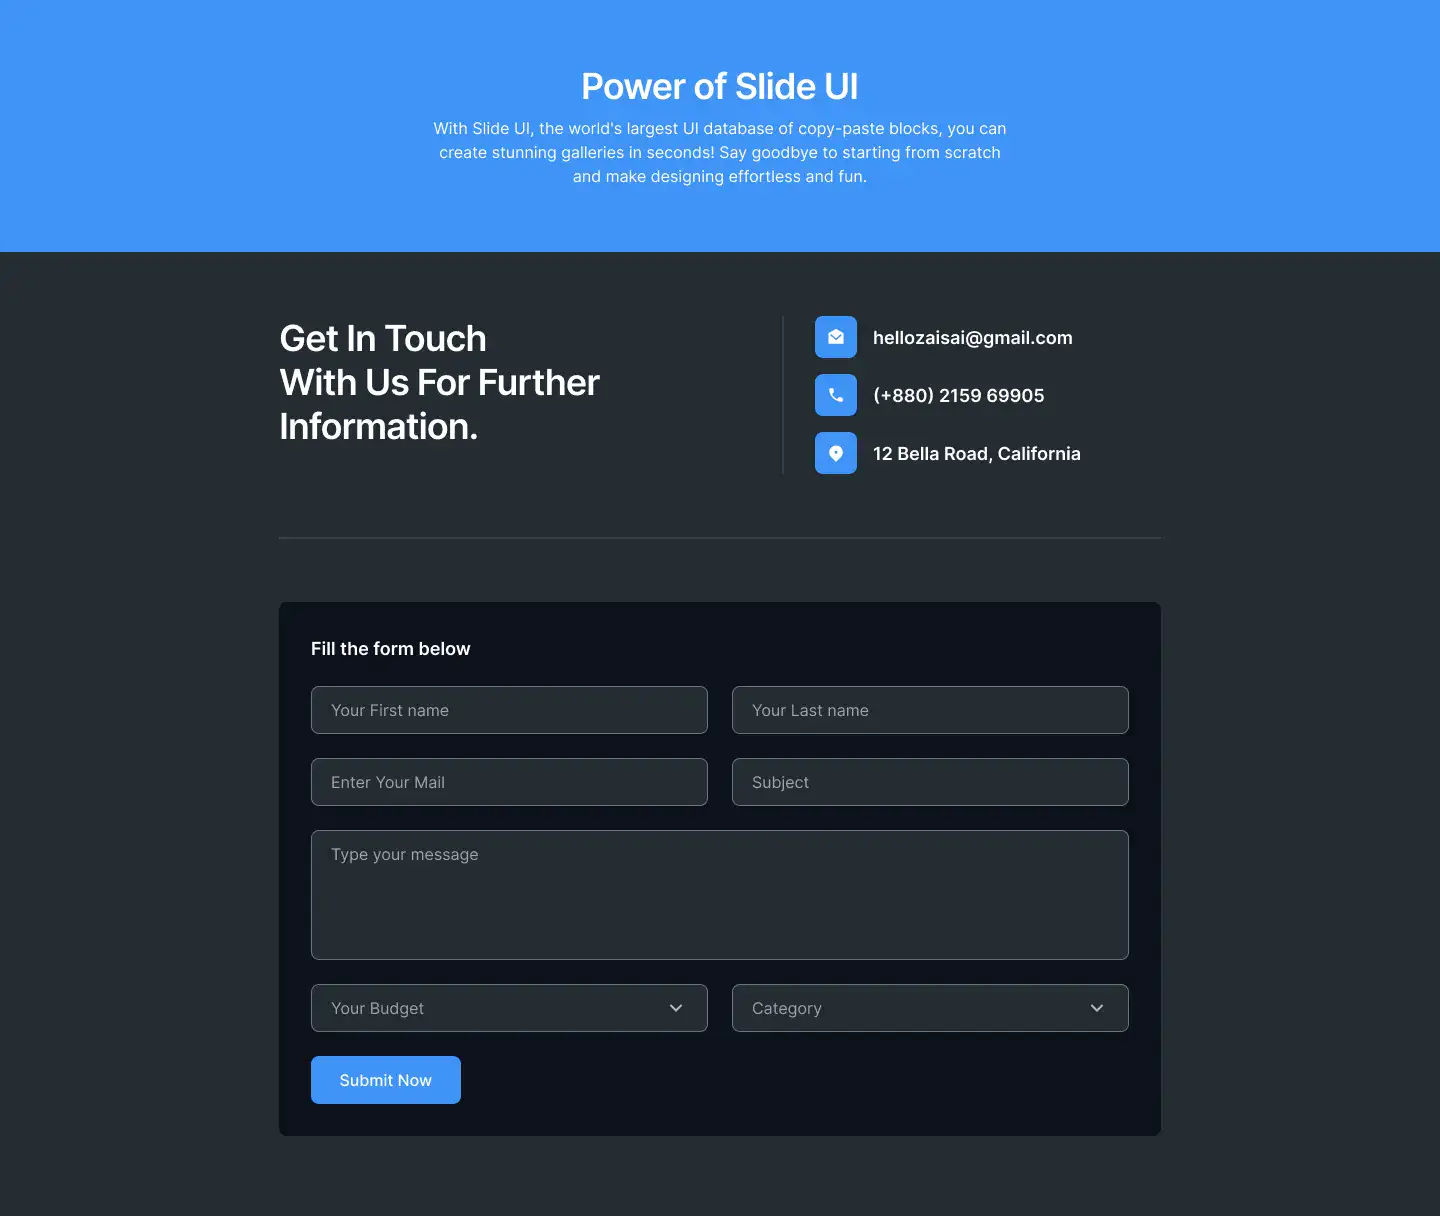 Power of Slide UI
With Slide UI, the world's largest UI database of copy-paste blocks, you can
create stunning galleries in seconds! Say goodbye to starting from scratch
and make designing effortless and fun.
Get In Touch
With Us For Further
Information.
hellozaisai@gmail.com
(+880) 2159 69905
12 Bella Road, California
Fill the form below
Your First name
Your Last name
Enter Your Mail
Subject
Type your message
Your Budget
Category
Submit Now